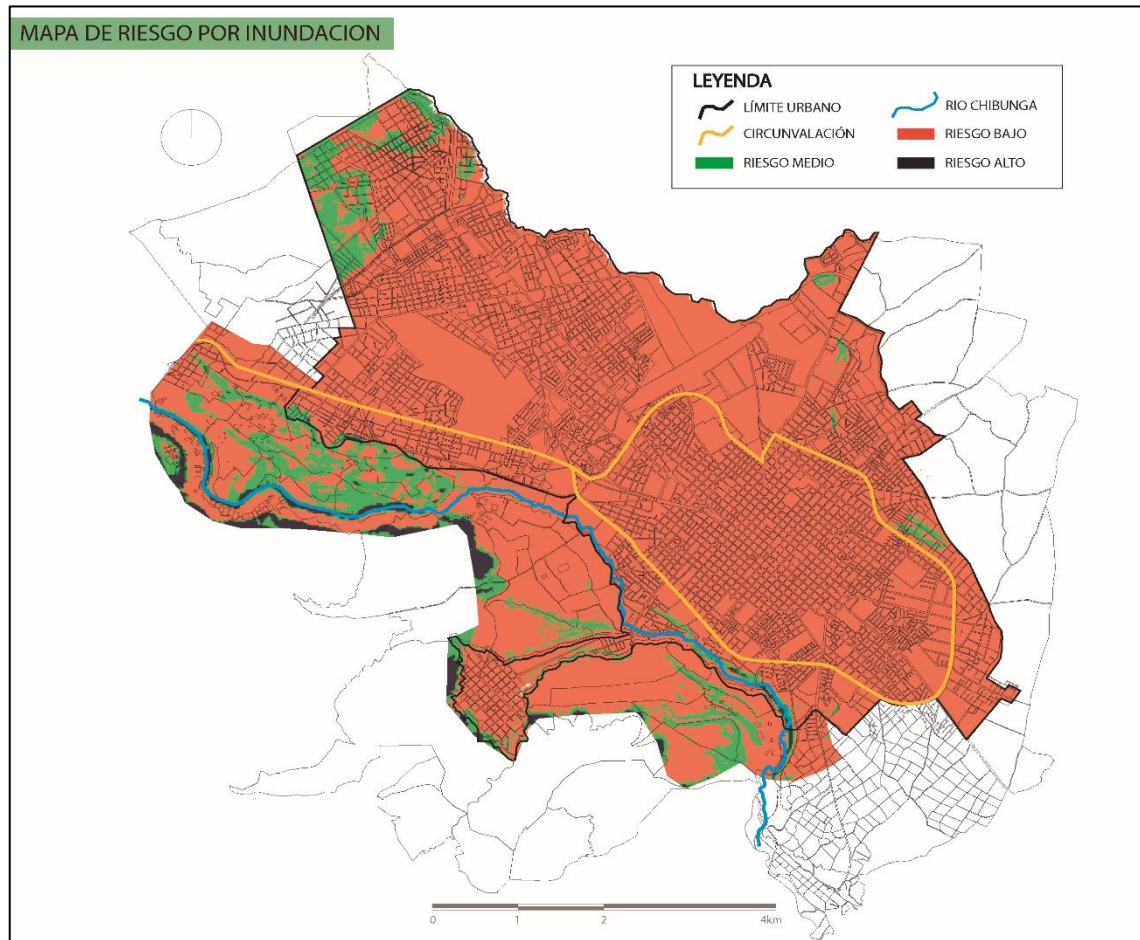 MAPA DE RIESGO POR INUNDACION
LEYENDA
LÍMITE URBANO
RIO CHIBUNGA
CIRCUNVALACIÓN
RIESGO BAJO
RIESGO MEDIO
RIESGO ALTO
0 1 2 4km